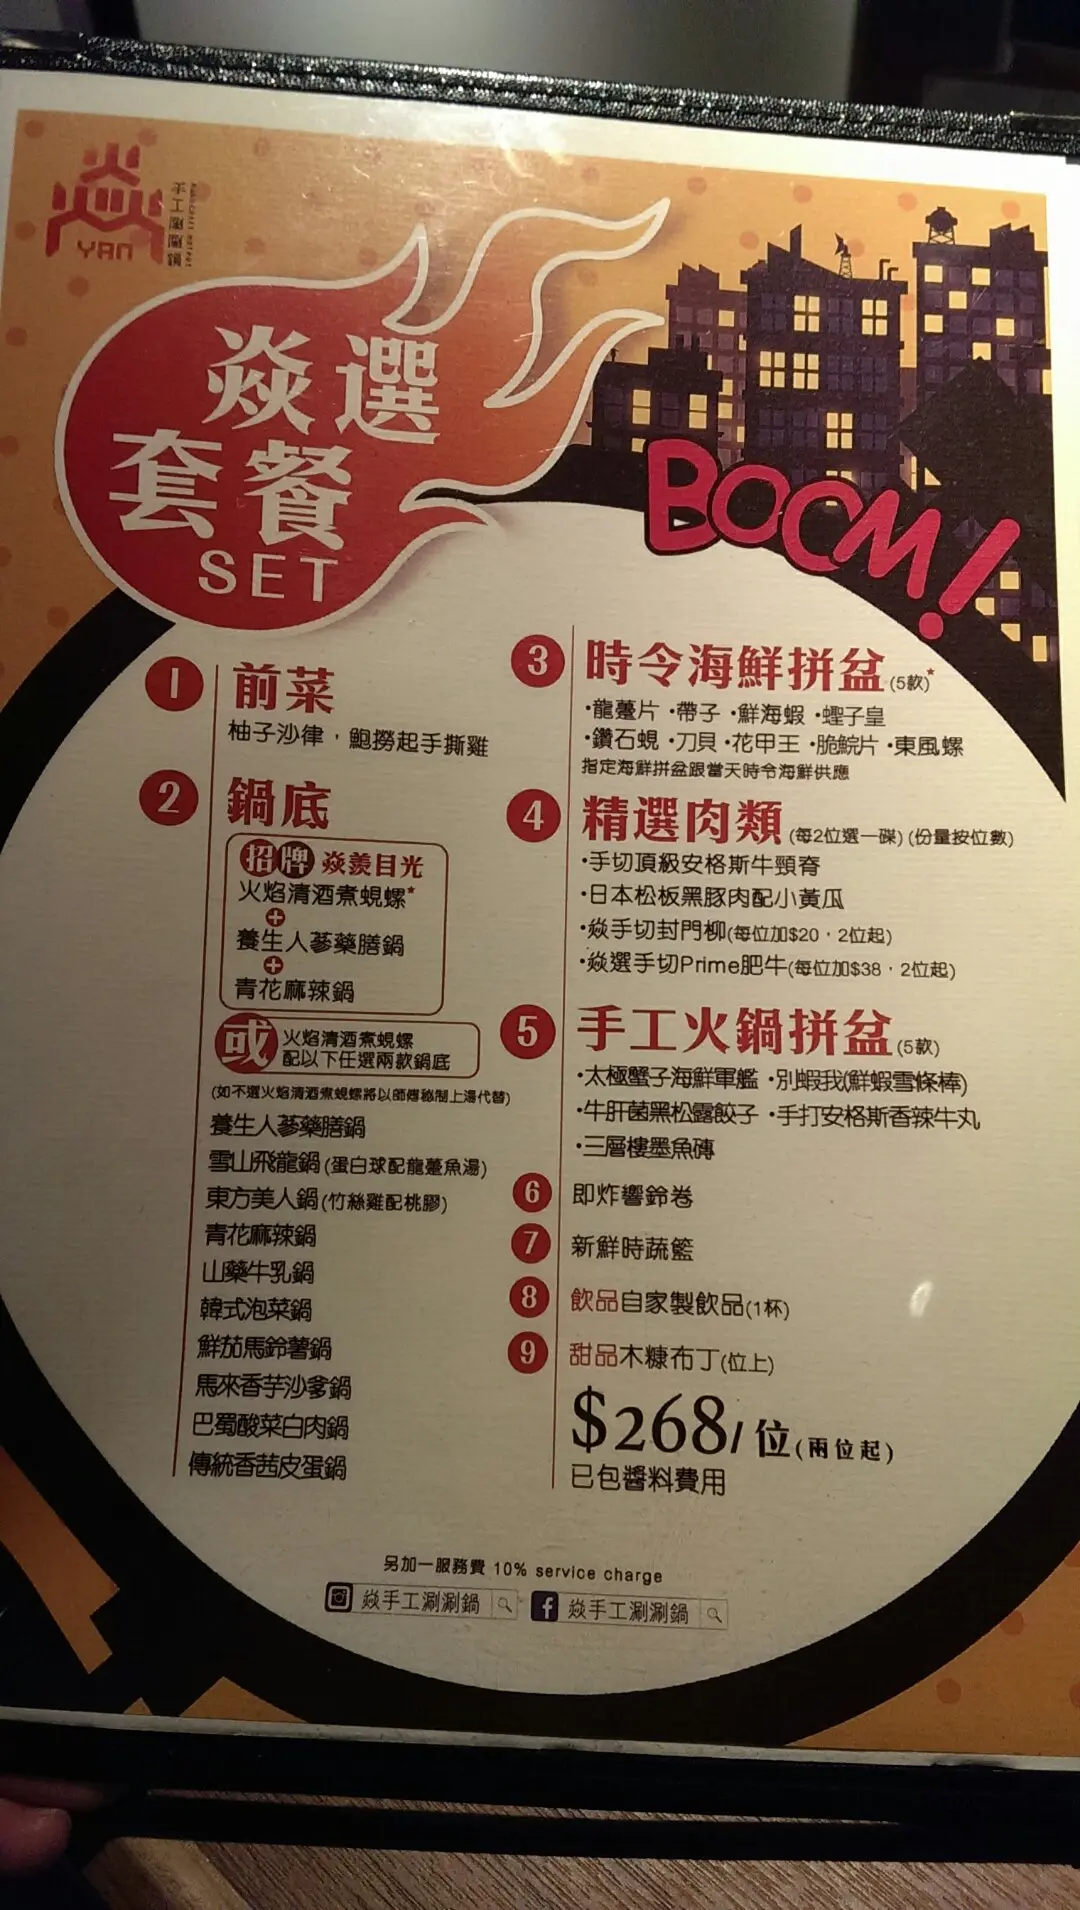 焱
YAN
手工涮涮鍋
焱選
套餐
SET
BOOM!
1 前菜
柚子沙律，鮑撈起手撕雞
2 鍋底
招牌 焱羨目光
火焰清酒煮蜆螺*
+
養生人蔘藥膳鍋
+
青花麻辣鍋
或 火焰清酒煮蜆螺
配以下任選兩款鍋底
(如不選火焰清酒煮蜆螺將以師傅秘制上湯代替)
養生人蔘藥膳鍋
雪山飛龍鍋(蛋白球配龍躉魚湯)
東方美人鍋(竹絲雞配桃膠)
青花麻辣鍋
山藥牛乳鍋
韓式泡菜鍋
鮮茄馬鈴薯鍋
馬來香芋沙爹鍋
巴蜀酸菜白肉鍋
傳統香茜皮蛋鍋
3 時令海鮮拼盆(5款)*
·龍躉片 ·帶子 ·鮮海蝦 ·蟶子皇
·鑽石蜆 ·刀貝 ·花甲王 ·脆鯇片 ·東風螺
指定海鮮拼盆跟當天時令海鮮供應
4 精選肉類(每2位選一碟)(份量按位數)
·手切頂級安格斯牛頸脊
·日本松板黑豚肉配小黃瓜
·焱手切封門柳(每位加$20，2位起)
·焱選手切Prime肥牛(每位加$38，2位起)
5 手工火鍋拼盆(5款)
·太極蟹子海鮮軍艦 ·別蝦我(鮮蝦雪條棒)
·牛肝菌黑松露餃子 ·手打安格斯香辣牛丸
·三層樓墨魚磚
6 即炸響鈴卷
7 新鮮時蔬籃
8 飲品自家製飲品(1杯)
9 甜品木糠布丁(位上)
$268/位(兩位起)
已包醬料費用
另加一服務費 10% service charge
焱手工涮涮鍋 焱手工涮涮鍋